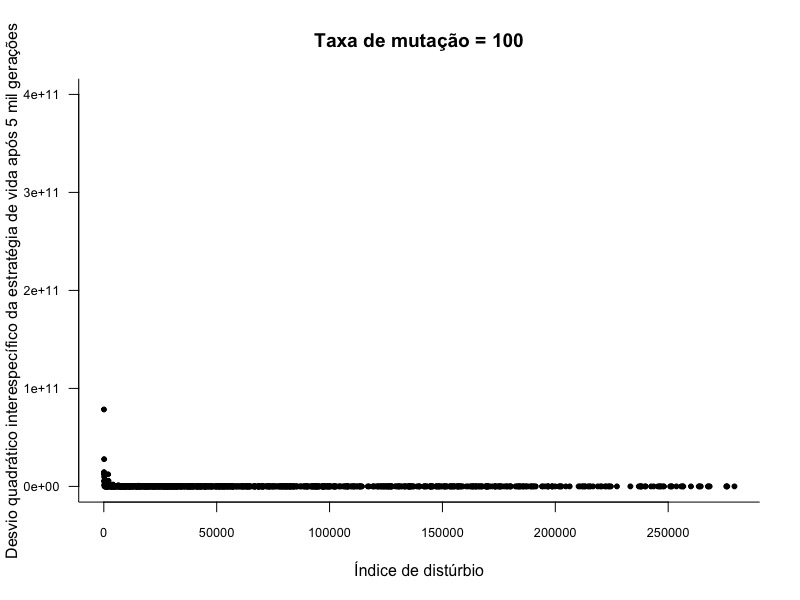 Taxa de mutação = 100
Desvio quadrático interespecífico da estratégia de vida após 5 mil gerações
4e+11
3e+11
2e+11
1e+11
0e+00
0 50000 100000 150000 200000 250000
Índice de distúrbio